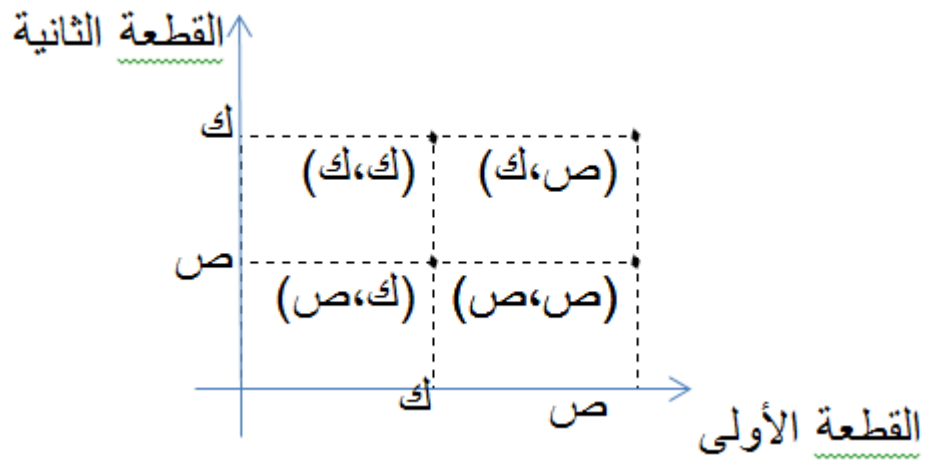 القطعة الثانية
ك
(ص،ك) (ك،ك)
ص
(ص،ص) (ك،ص)
ص ك
القطعة الأولى